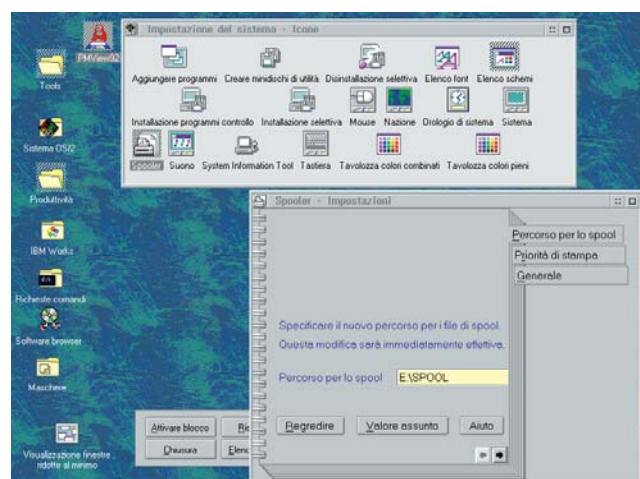 PMView32
Tools
Sistema OS/2
Produttività
IBM Works
Richieste comandi
Software browser
Maschere
Visualizzazione finestre
ridotte al minimo
Impostazione del sistema - Icone
Aggiungere programmi Creare minidischi di utilità Disinstallazione selettiva Elenco font Elenco schemi
Installazione programmi controllo Installazione selettiva Mouse Nazione Orologio di sistema Sistema
Spooler Suono System Information Tool Tastiera Tavolozza colori combinati Tavolozza colori pieni
Spooler - Impostazioni
Percorso per lo spool
Priorità di stampa
Generale
Specificare il nuovo percorso per i file di spool.
Questa modifica sarà immediatamente effettiva.
Percorso per lo spool E:\SPOOL
Regredire Valore assunto Aiuto
Attivare blocco Ric
Chiusura Elenc